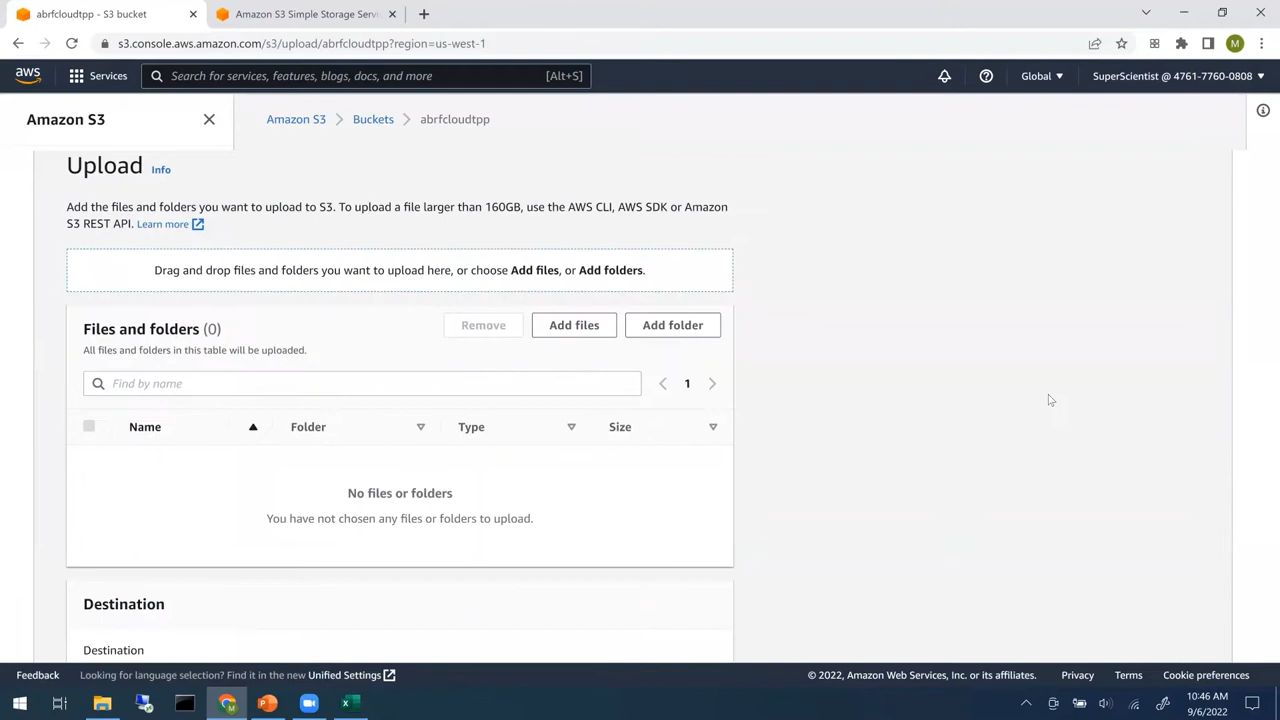 abrfcloudtpp - S3 bucket
Amazon S3 Simple Storage Servi
s3.console.aws.amazon.com/s3/upload/abrfcloudtpp?region=us-west-1
M
aws
Services
Search for services, features, blogs, docs, and more
[Alt+S]
Global
SuperScientist @ 4761-7760-0808
Amazon S3
Amazon S3
Buckets
abrfcloudtpp
Upload
Info
Add the files and folders you want to upload to S3. To upload a file larger than 160GB, use the AWS CLI, AWS SDK or Amazon
S3 REST API. Learn more
Drag and drop files and folders you want to upload here, or choose Add files, or Add folders.
Files and folders (0)
Remove
Add files
Add folder
All files and folders in this table will be uploaded.
Find by name
1
Name
Folder
Type
Size
No files or folders
You have not chosen any files or folders to upload.
Destination
Destination
Feedback
Looking for language selection? Find it in the new Unified Settings
© 2022, Amazon Web Services, Inc. or its affiliates.
Privacy
Terms
Cookie preferences
10:46 AM
9/6/2022